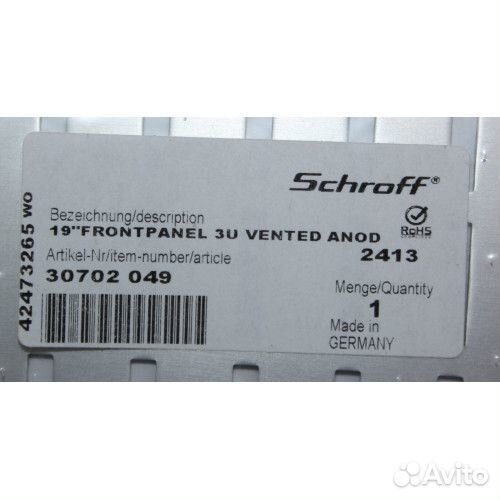 Schroff®
42473265 wo
Bezeichnung/description
19"FRONTPANEL 3U VENTED ANOD
RoHS
Artikel-Nr/item-number/article
2413
30702 049
Menge/Quantity
1
Made in
GERMANY
Avito